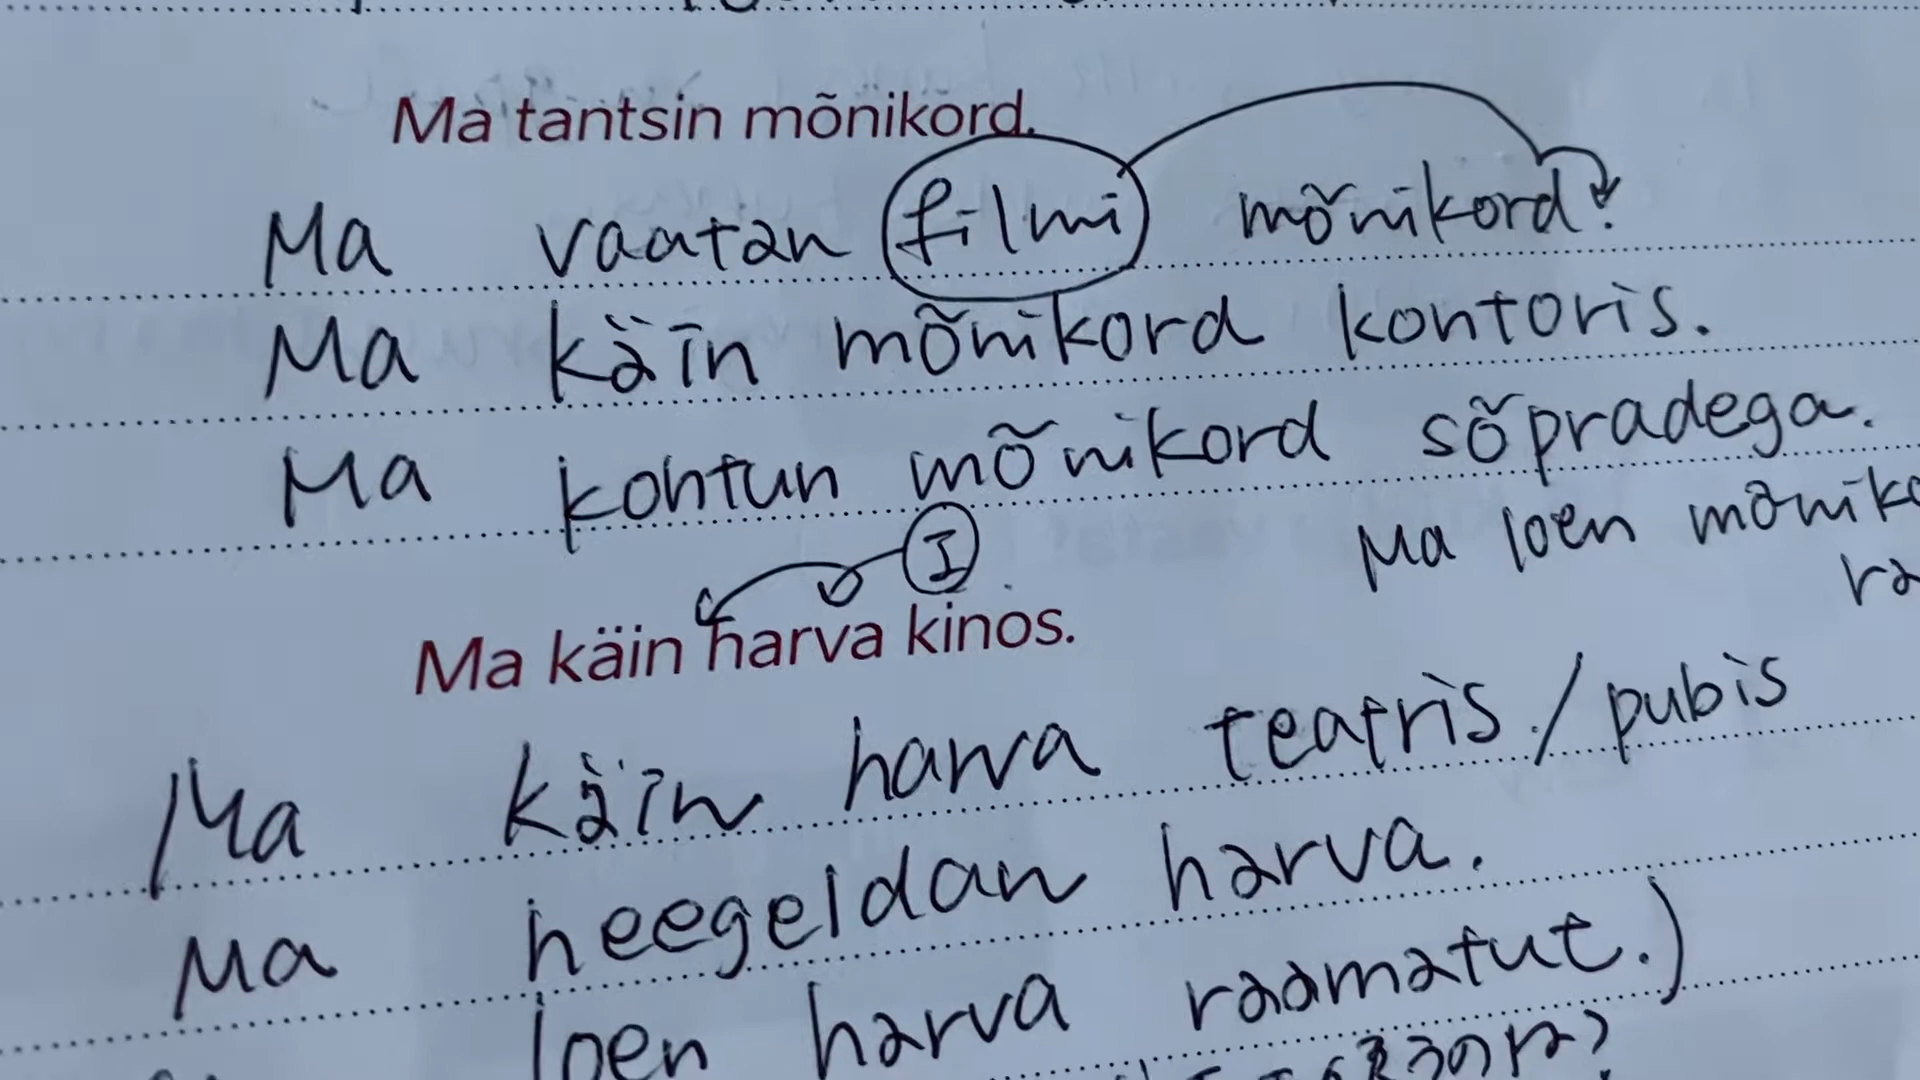 Ma tantsin mõnikord.
Ma vaatan filmi mõnikord?
Ma käin mõnikord kontoris.
Ma kohtun mõnikord sõpradega.
Ma loen
I
Ma käin harva kinos.
Ma käin harva teatris / pubis
Ma heegeldan harva.
loen harva raamatut.)